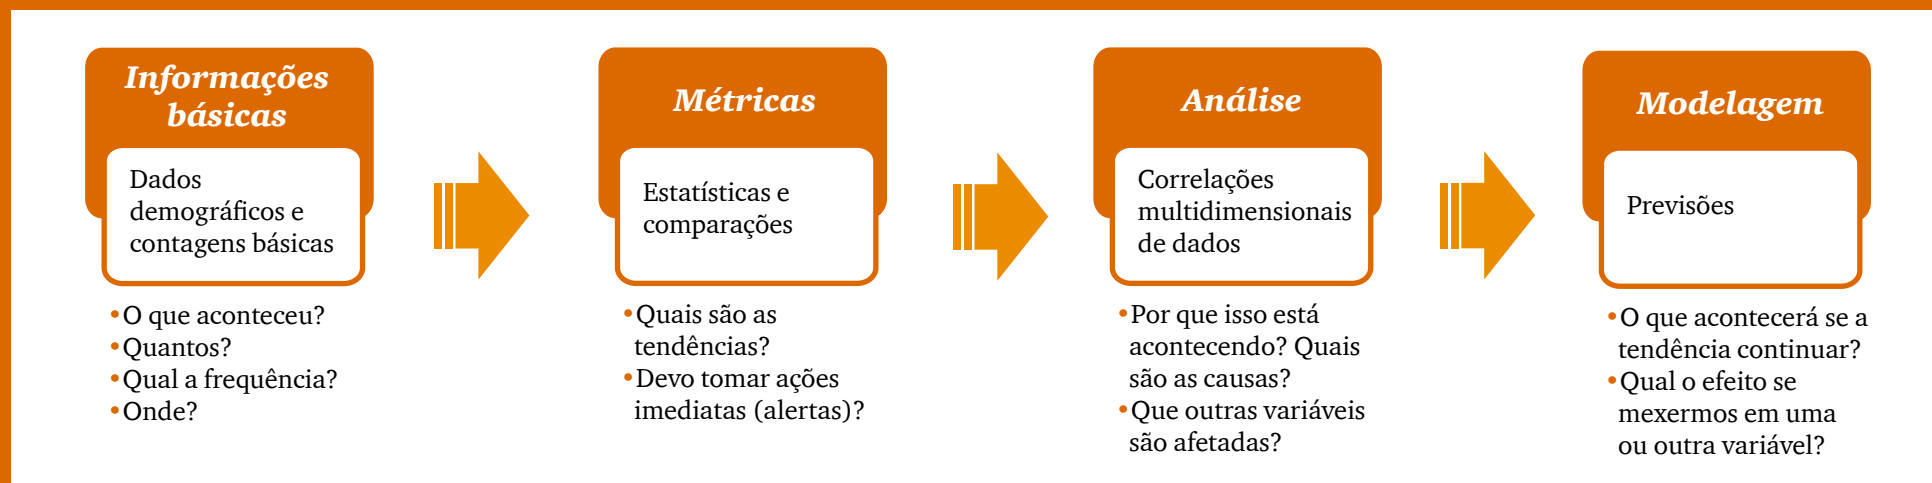 Informações
básicas
Dados
demográficos e
contagens básicas
•O que aconteceu?
•Quantos?
•Qual a frequência?
•Onde?
Métricas
Estatísticas e
comparações
•Quais são as
tendências?
•Devo tomar ações
imediatas (alertas)?
Análise
Correlações
multidimensionais
de dados
•Por que isso está
acontecendo? Quais
são as causas?
•Que outras variáveis
são afetadas?
Modelagem
Previsões
•O que acontecerá se a
tendência continuar?
•Qual o efeito se
mexermos em uma
ou outra variável?